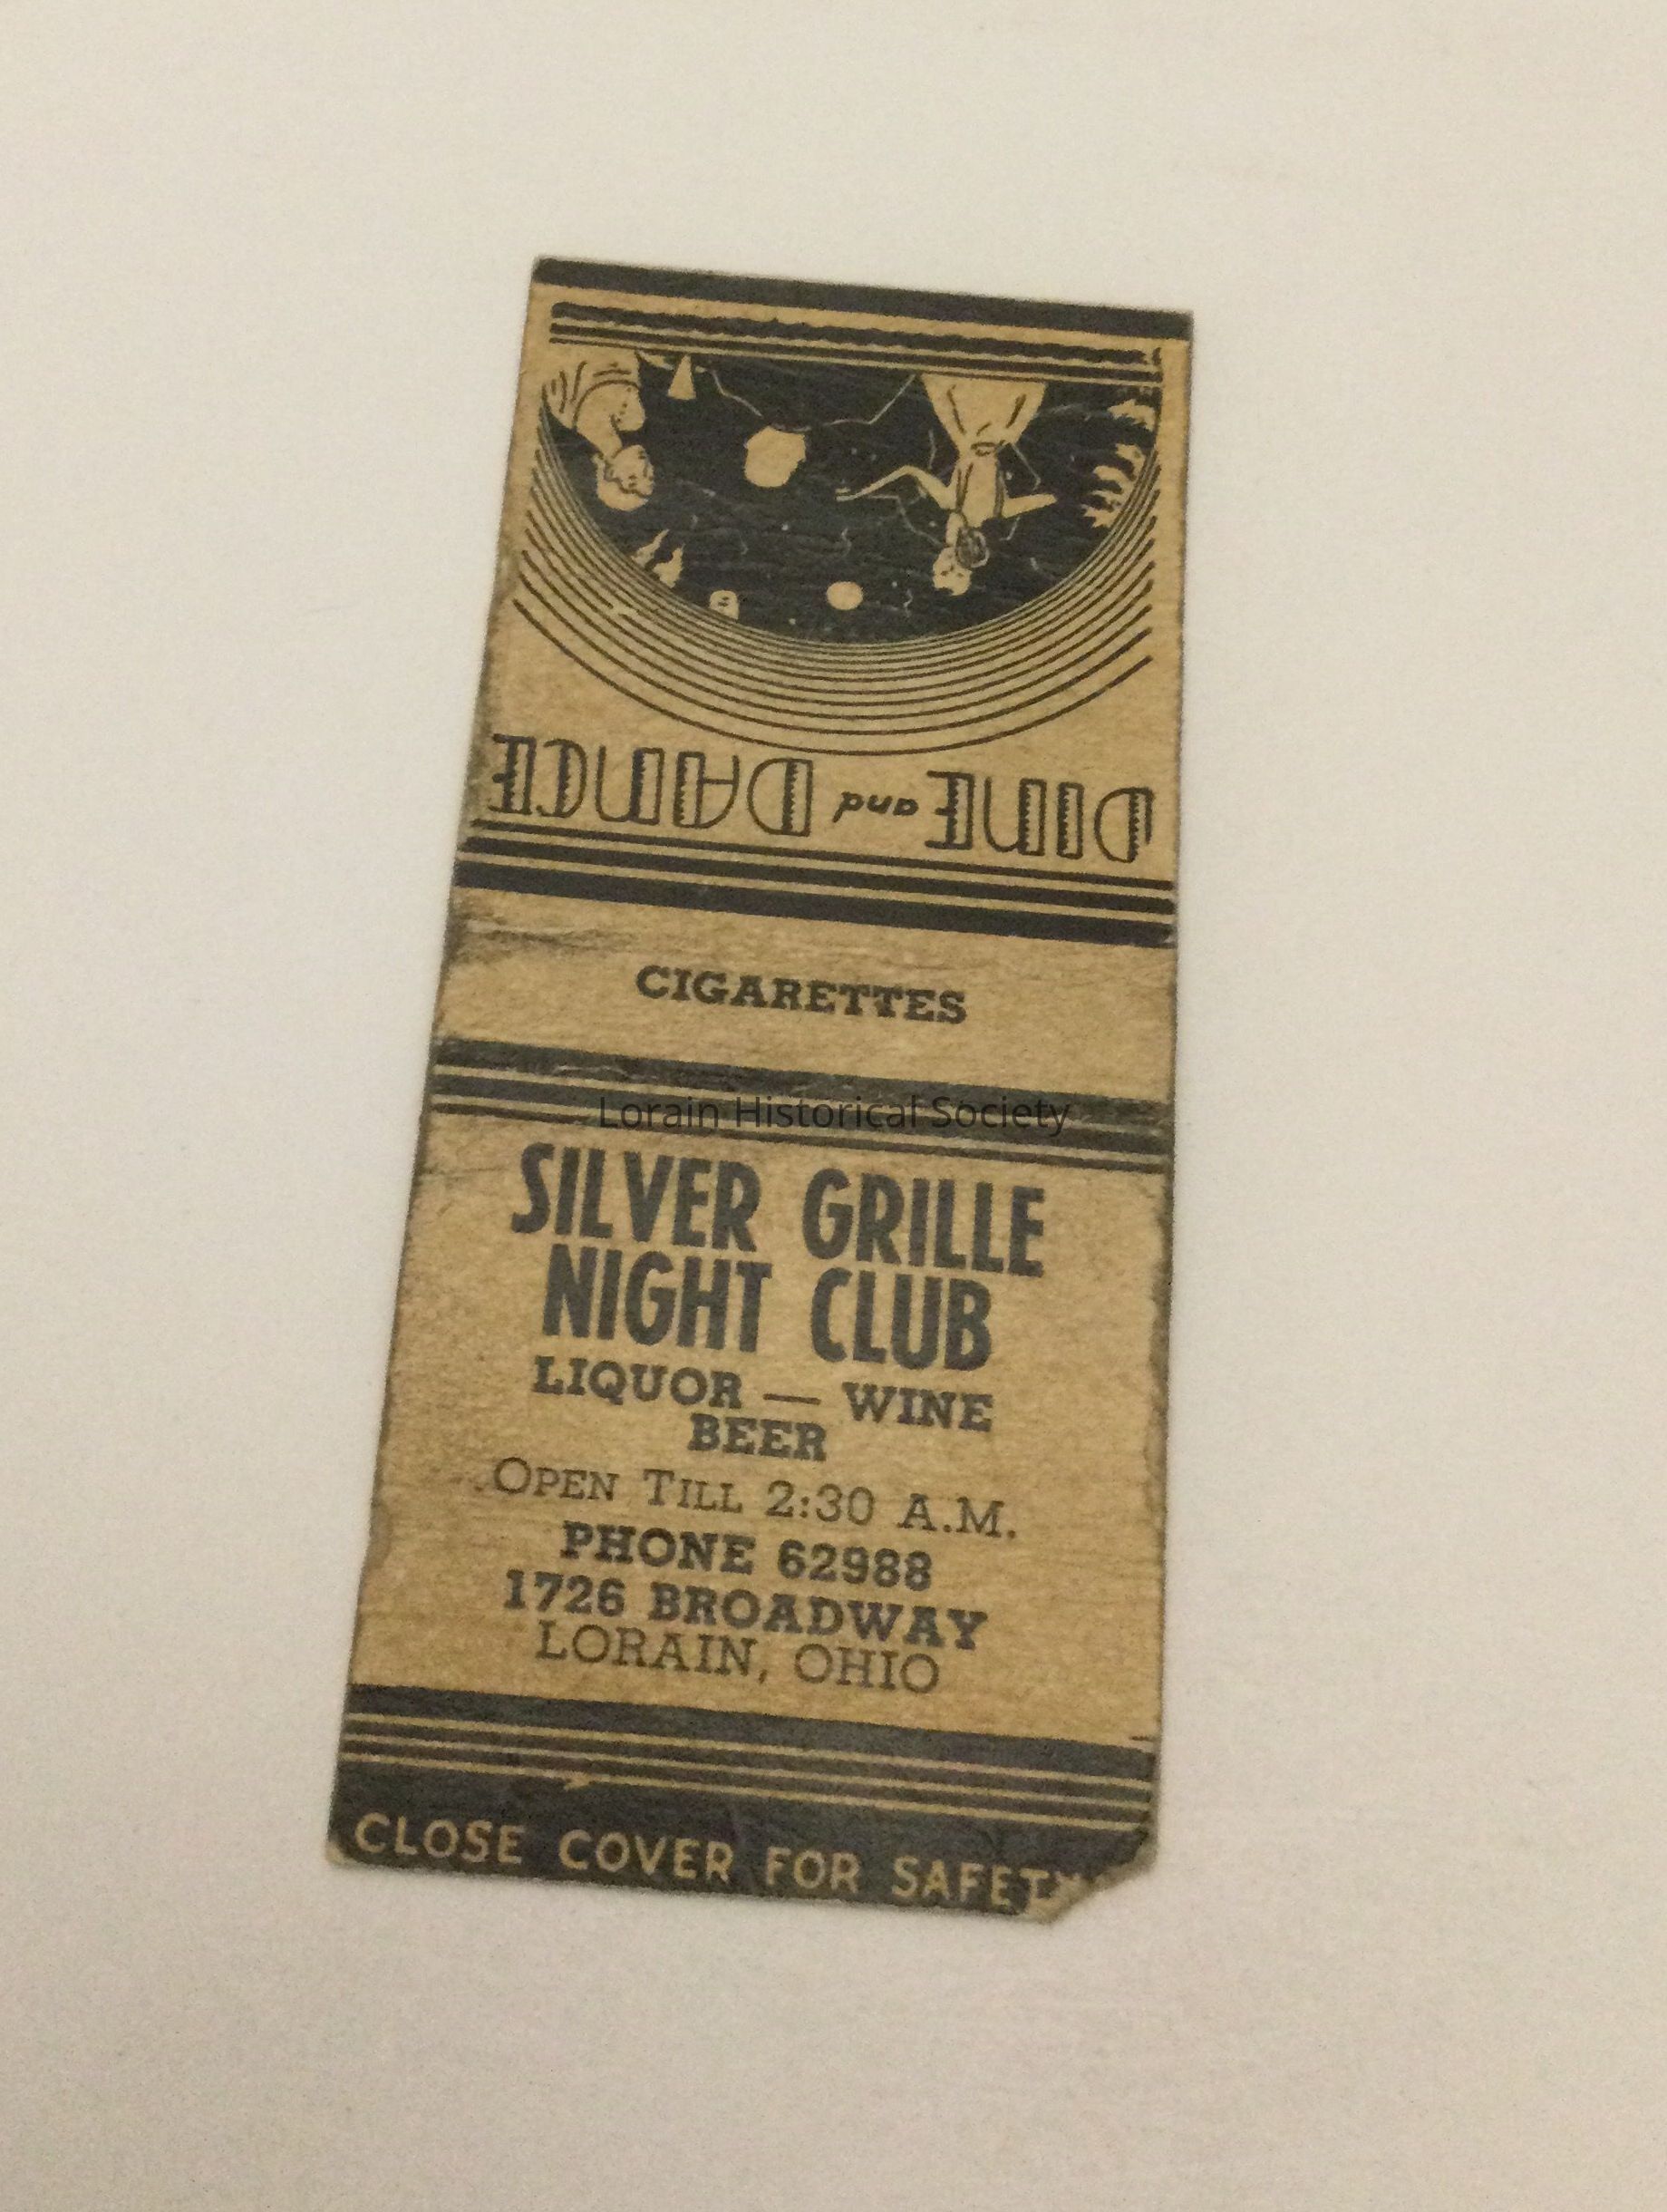 DINE and DANCE
CIGARETTES
Lorain Historical Society
SILVER GRILLE
NIGHT CLUB
LIQUOR — WINE
BEER
OPEN TILL 2:30 A.M.
PHONE 62988
1726 BROADWAY
LORAIN, OHIO
CLOSE COVER FOR SAFETY